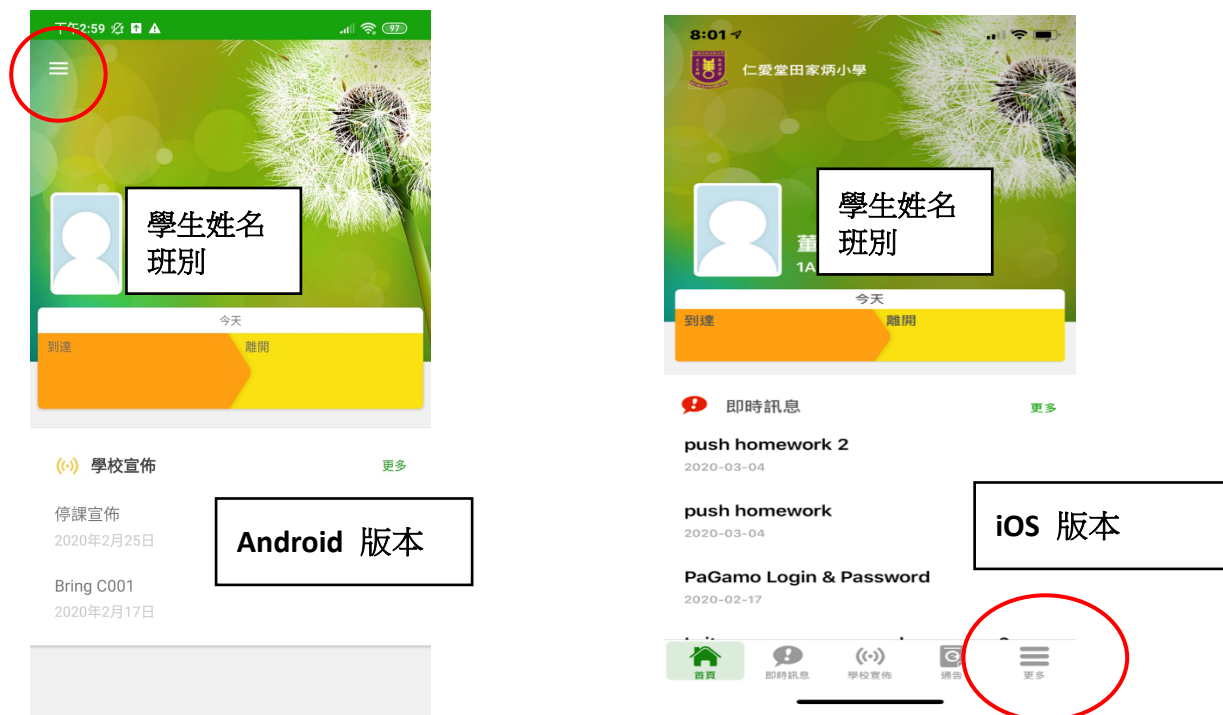 下午2:59
97
學生姓名
班別
今天
到達
離開
學校宣佈
更多
停課宣佈
2020年2月25日
Bring C001
2020年2月17日
Android 版本
8:01
仁愛堂田家炳小學
學生姓名
班別
1A
今天
到達
離開
即時訊息
更多
push homework 2
2020-03-04
push homework
2020-03-04
PaGamo Login & Password
2020-02-17
iOS 版本
首頁
即時訊息
學校宣佈
通告
更多